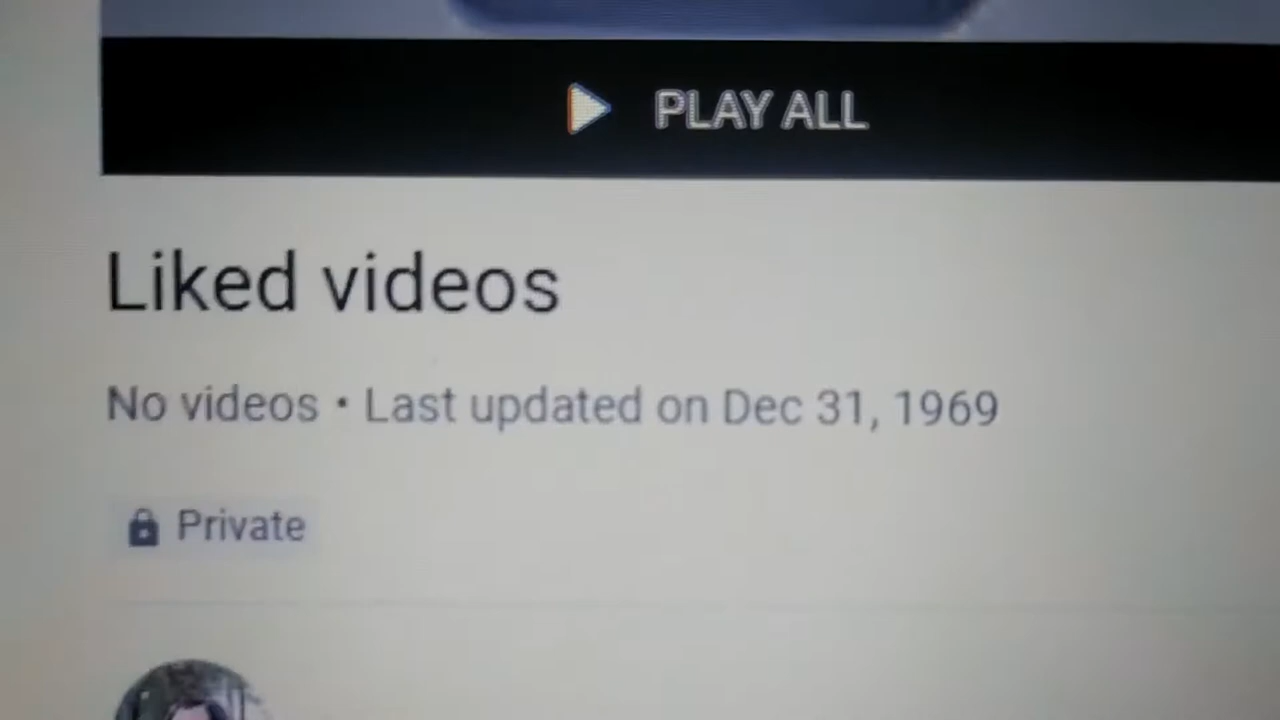 PLAY ALL
Liked videos
No videos • Last updated on Dec 31, 1969
Private